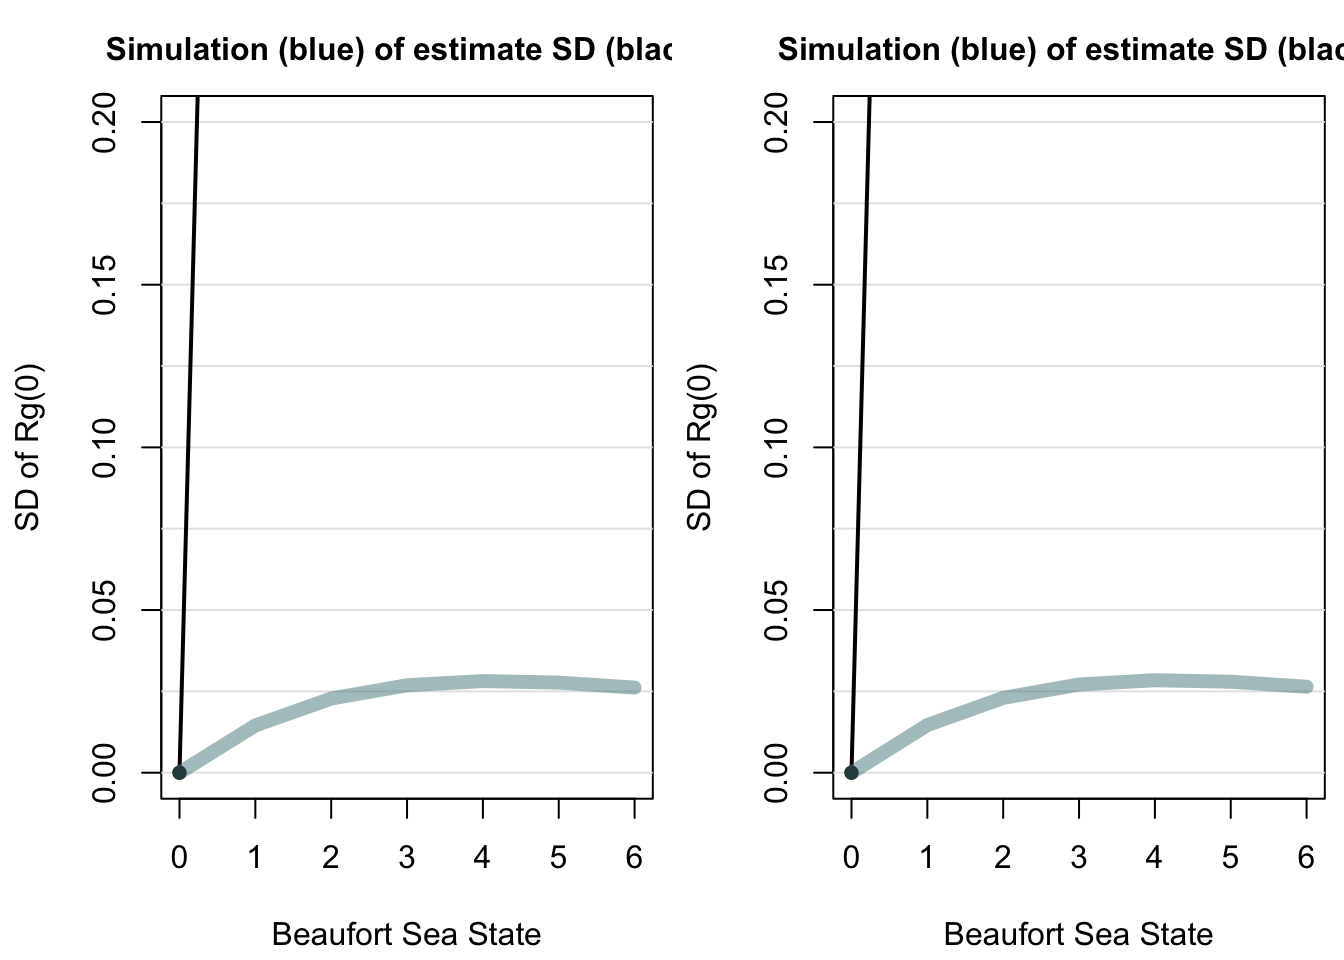 Simulation (blue) of estimate SD (blac
SD of Rg(0)
0.20
0.15
0.10
0.05
0.00
0 1 2 3 4 5 6
Beaufort Sea State
Simulation (blue) of estimate SD (blac
SD of Rg(0)
0.20
0.15
0.10
0.05
0.00
0 1 2 3 4 5 6
Beaufort Sea State